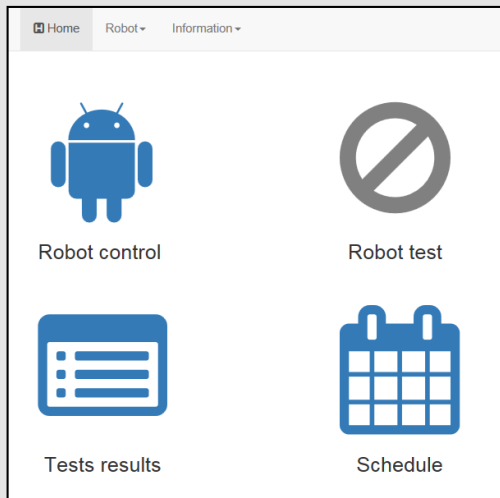 Home Robot Information
Robot control Robot test
Tests results Schedule